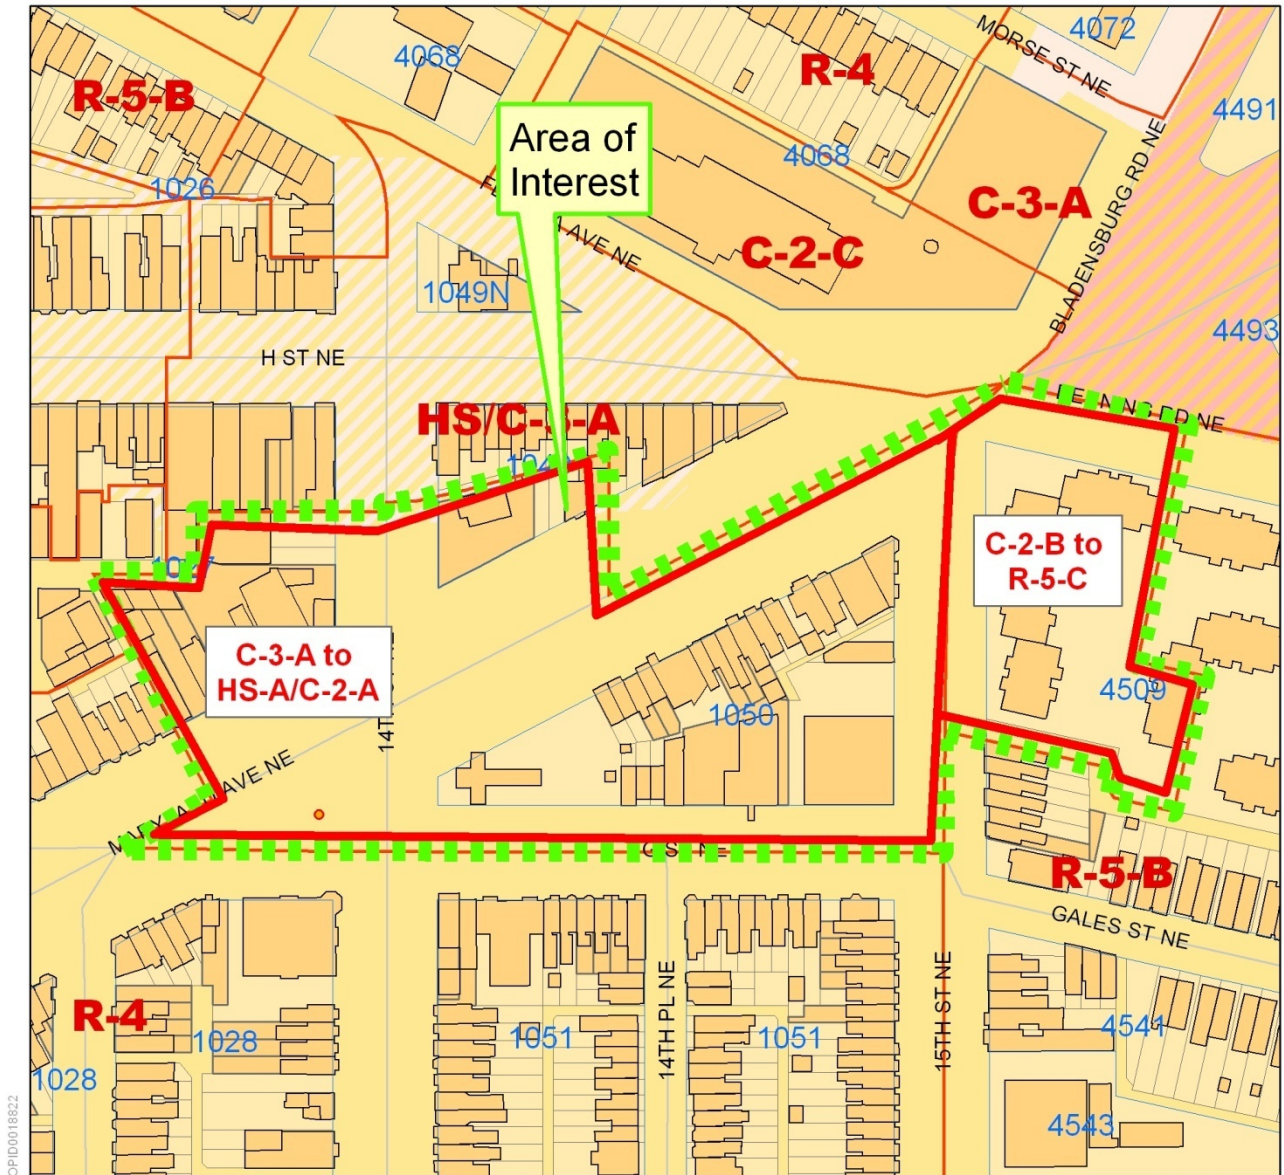 MORSE ST NE
4072
4068
R-4
R-5-B
4491
Area of
Interest
4068
1026
C-3-A
BLADENSBURG RD NE
AVE NE
C-2-C
1049N
4493
H ST NE
HS/C-3-A
C-2-B to
R-5-C
C-3-A to
HS-A/C-2-A
4509
1050
AVE NE
R-5-B
GALES ST NE
14TH PL NE
15TH ST NE
R-4
1028
1051
1051
4541
1028
4543
OPID0018822